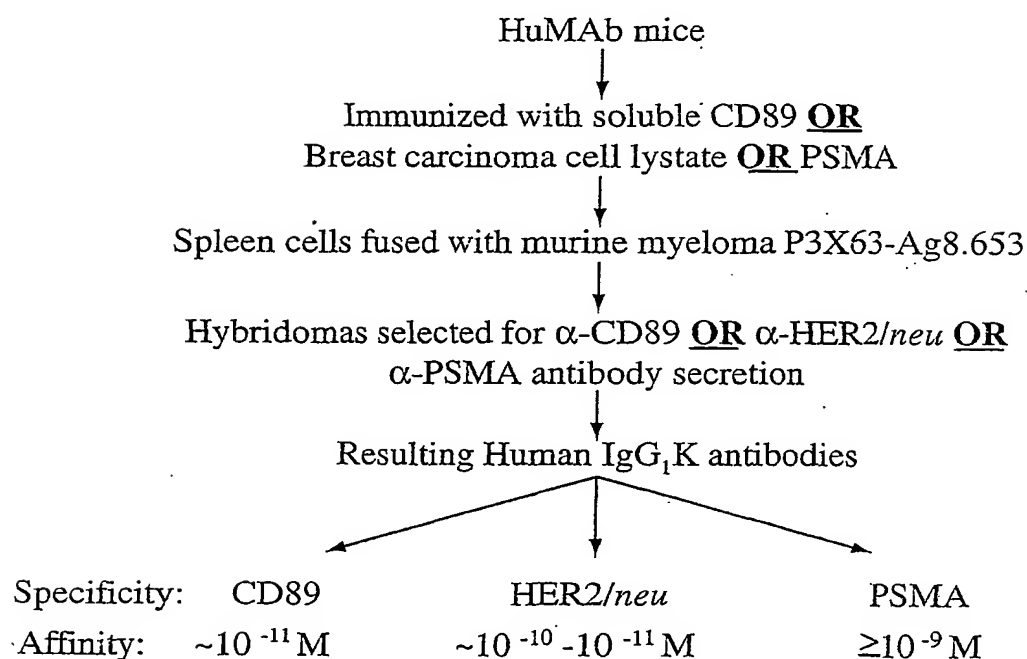 HuMAb mice
Immunized with soluble CD89 OR
Breast carcinoma cell lystate OR PSMA
Spleen cells fused with murine myeloma P3X63-Ag8.653
Hybridomas selected for α-CD89 OR α-HER2/neu OR
α-PSMA antibody secretion
Resulting Human IgG₁K antibodies
Specificity: CD89 HER2/neu PSMA
Affinity: ~10⁻¹¹ M ~10⁻¹⁰-10⁻¹¹ M ≥10⁻⁹ M